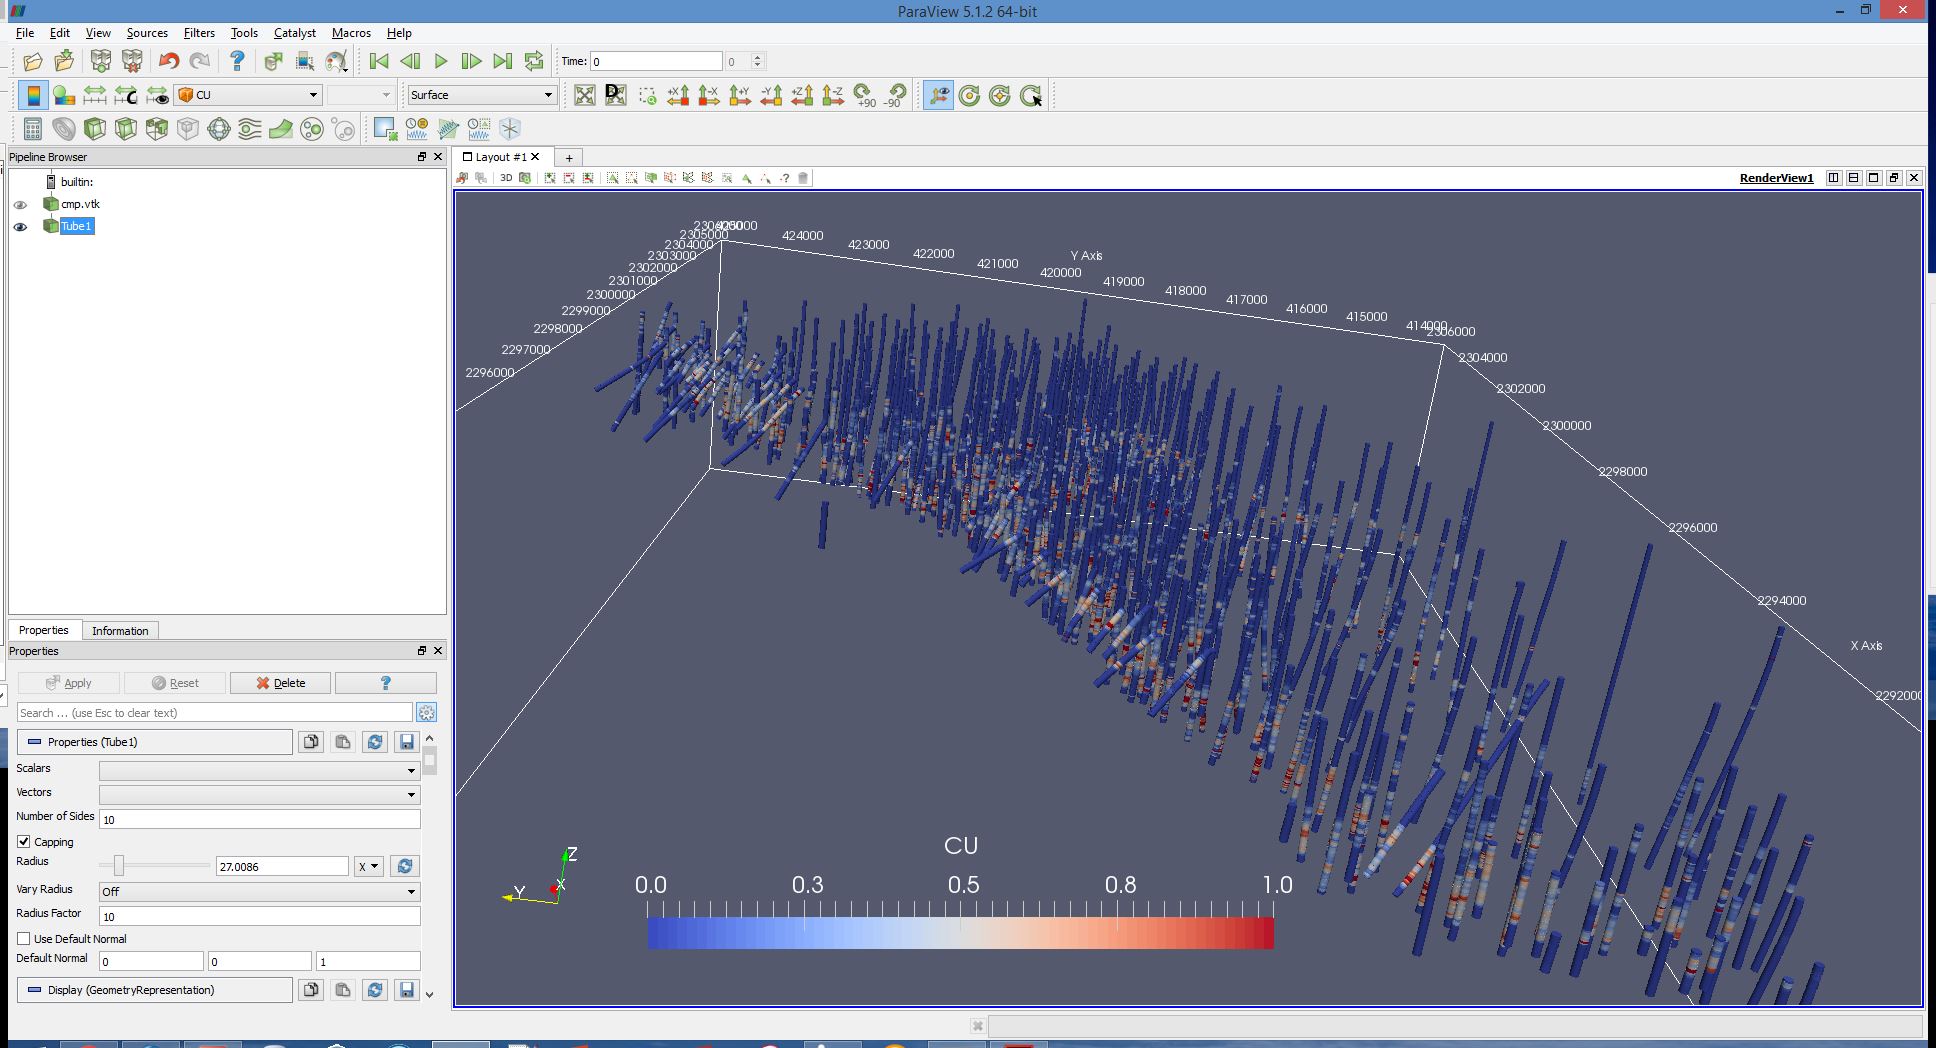 ParaView 5.1.2 64-bit
File Edit View Sources Filters Tools Catalyst Macros Help
Time: 0 0
CU Surface +X -X +Y -Y +Z -Z +90 -90
Pipeline Browser
Layout #1
+
builtin:
3D
RenderView1
cmp.vtk
Tube1
425000
2305000 424000
2304000 423000
2303000 422000 Y Axis
2302000 421000
2301000 420000 419000
2300000 418000
2299000 417000
2298000 416000
2297000 415000
2296000 414000
2306000
2304000
2302000
2300000
2298000
2296000
2294000
X Axis
2292000
Properties Information
Properties
Apply Reset Delete ?
Search ... (use Esc to clear text)
Properties (Tube1)
Scalars
Vectors
Number of Sides 10
Capping
Radius 27.0086 X
Vary Radius Off
Radius Factor 10
Use Default Normal
Default Normal 0 0 1
Display (GeometryRepresentation)
Z
Y X
CU
0.0 0.3 0.5 0.8 1.0